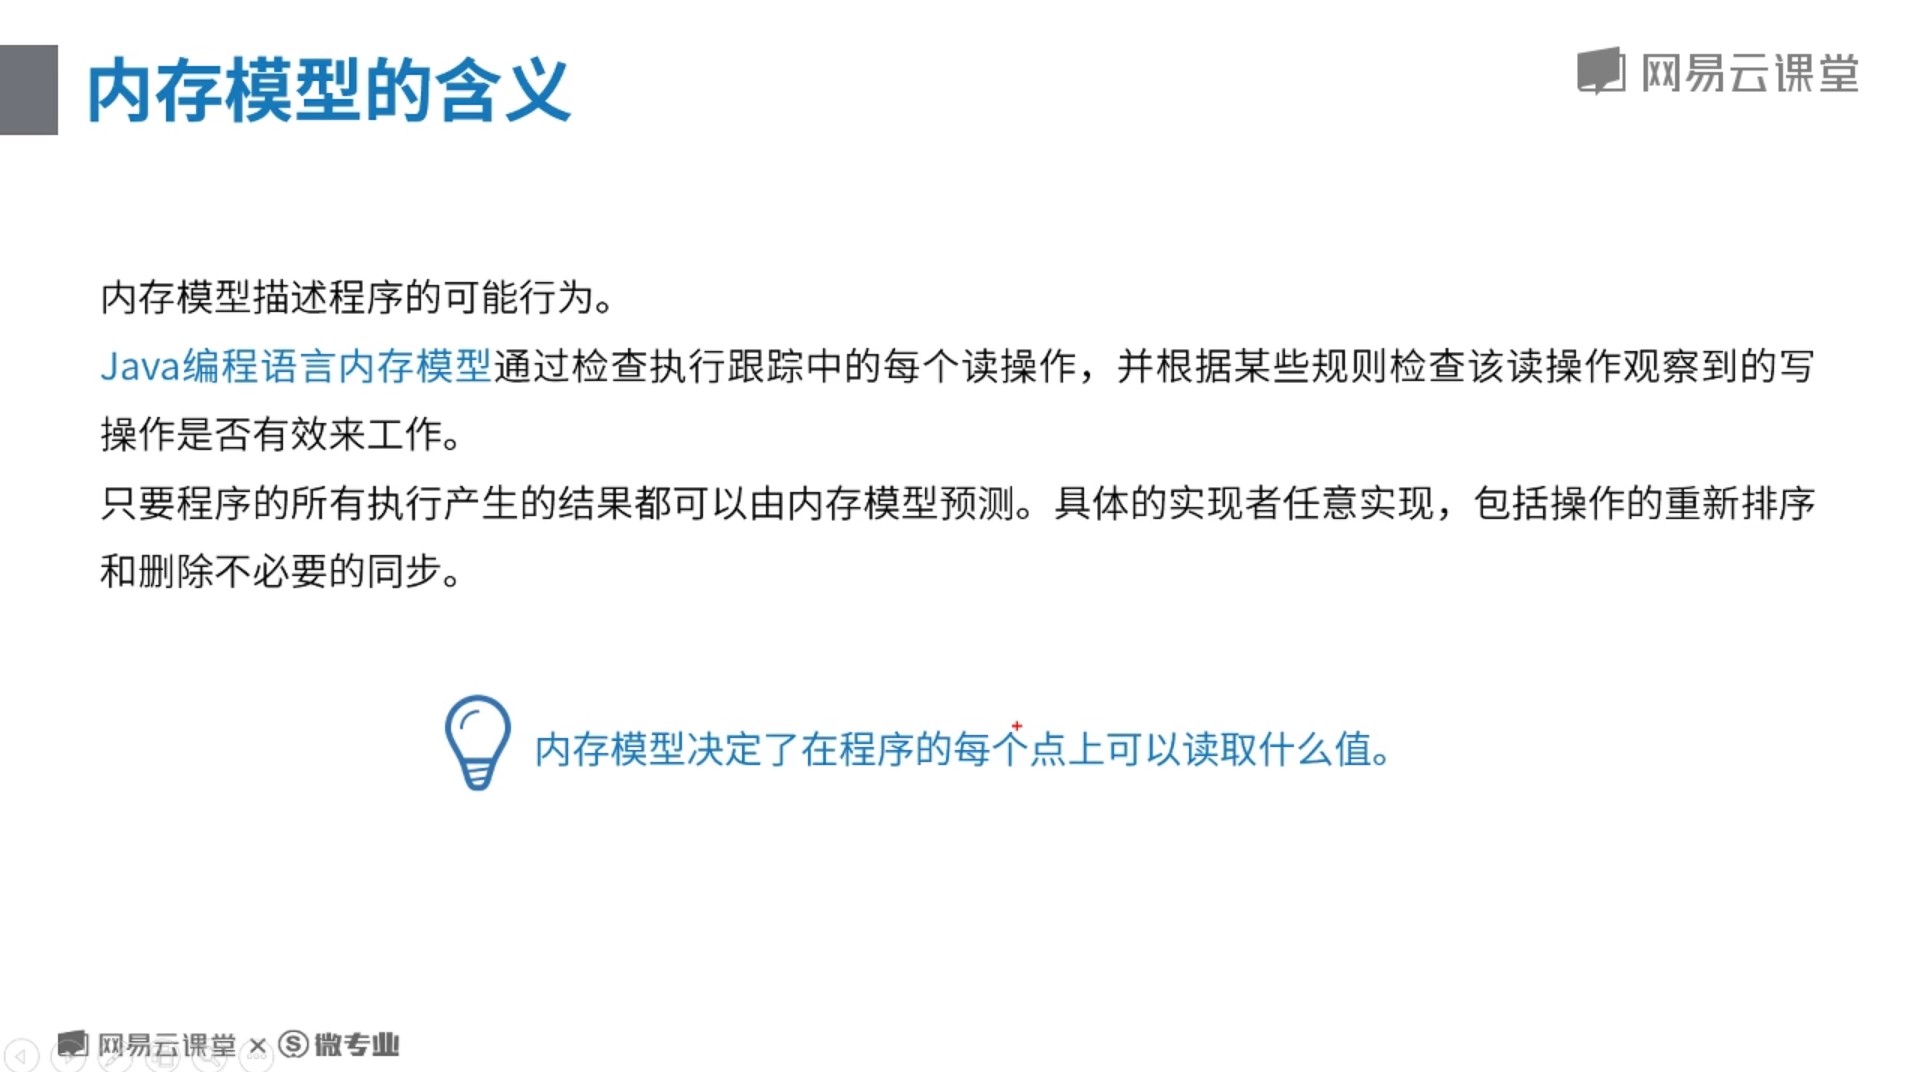 内存模型的含义
网易云课堂
内存模型描述程序的可能行为。
Java编程语言内存模型通过检查执行跟踪中的每个读操作，并根据某些规则检查该读操作观察到的写
操作是否有效来工作。
只要程序的所有执行产生的结果都可以由内存模型预测。具体的实现者任意实现，包括操作的重新排序
和删除不必要的同步。
内存模型决定了在程序的每个点上可以读取什么值。
网易云课堂 × Ⓢ 微专业